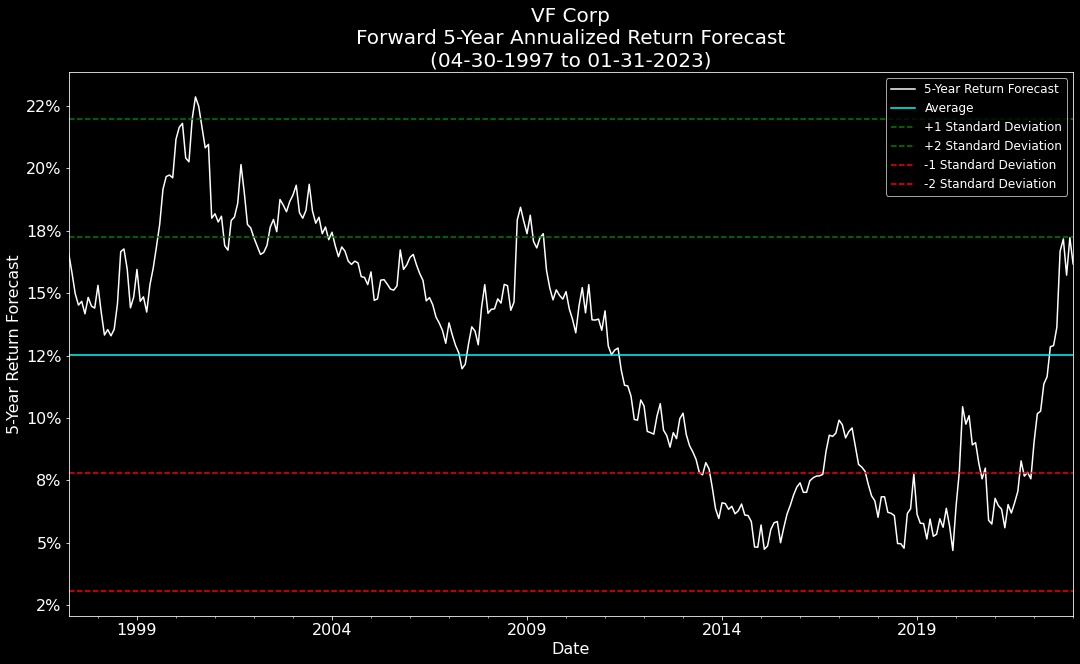 VF Corp
Forward 5-Year Annualized Return Forecast
(04-30-1997 to 01-31-2023)
5-Year Return Forecast
Average
+1 Standard Deviation
+2 Standard Deviation
-1 Standard Deviation
-2 Standard Deviation
5-Year Return Forecast
22%
20%
18%
15%
12%
10%
8%
5%
2%
1999 2004 2009 2014 2019
Date